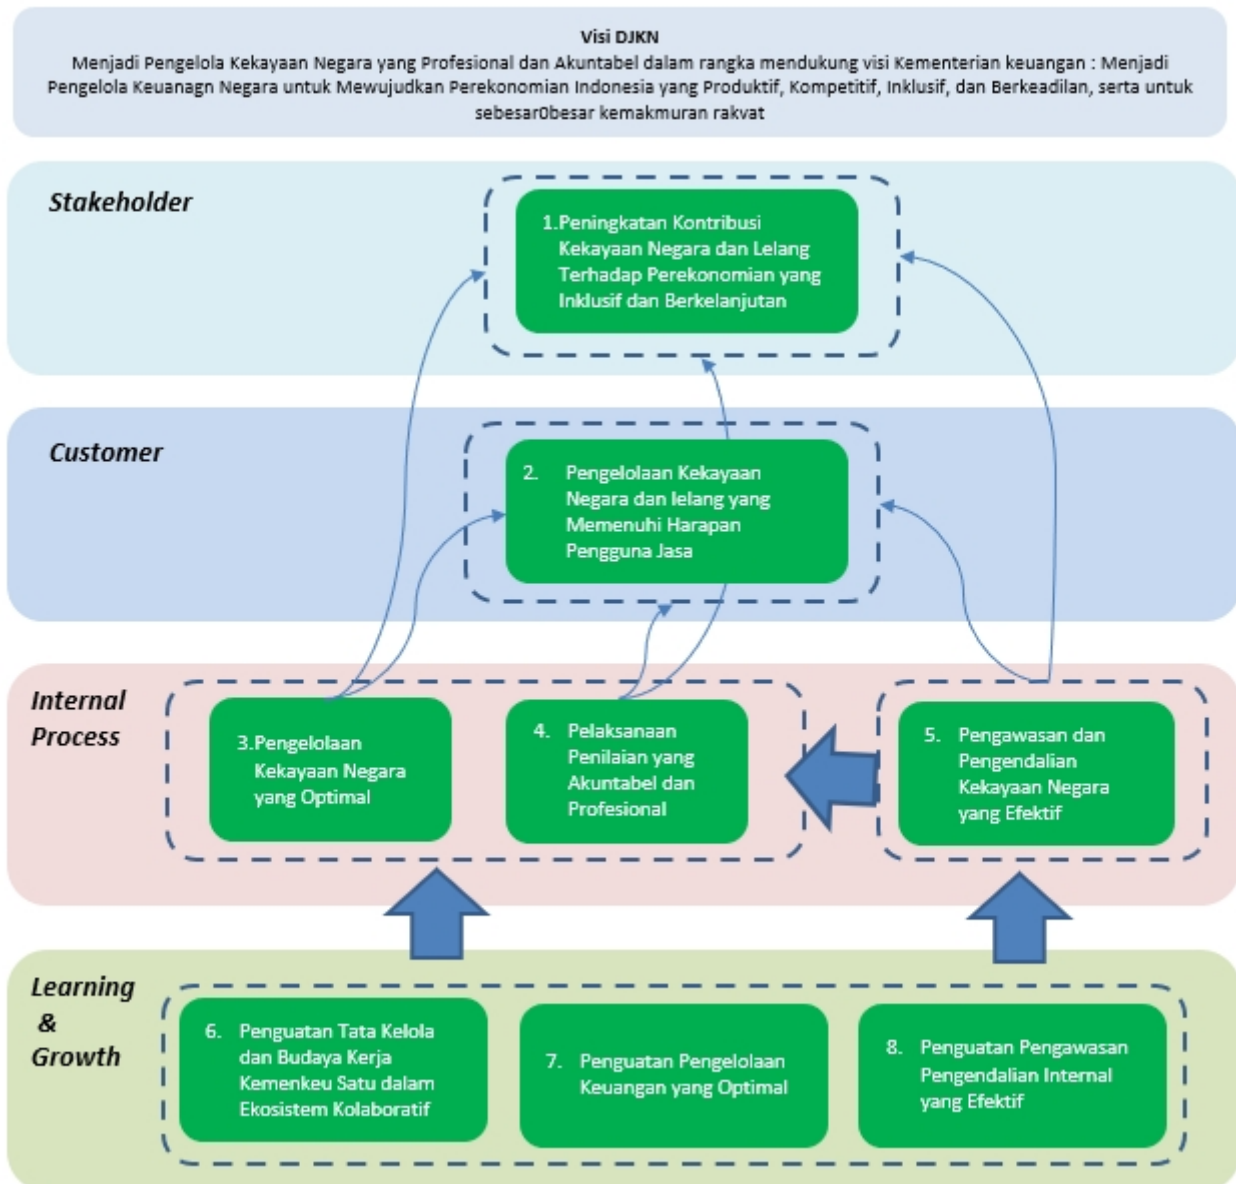 Visi DJKN
Menjadi Pengelola Kekayaan Negara yang Profesional dan Akuntabel dalam rangka mendukung visi Kementerian keuangan : Menjadi
Pengelola Keuanagn Negara untuk Mewujudkan Perekonomian Indonesia yang Produktif, Kompetitif, Inklusif, dan Berkeadilan, serta untuk
sebesar0besar kemakmuran rakvat
Stakeholder
1.Peningkatan Kontribusi
Kekayaan Negara dan Lelang
Terhadap Perekonomian yang
Inklusif dan Berkelanjutan
Customer
2. Pengelolaan Kekayaan
Negara dan lelang yang
Memenuhi Harapan
Pengguna Jasa
Internal
Process
3.Pengelolaan
Kekayaan Negara
yang Optimal
4. Pelaksanaan
Penilaian yang
Akuntabel dan
Profesional
5. Pengawasan dan
Pengendalian
Kekayaan Negara
yang Efektif
Learning
&
Growth
6. Penguatan Tata Kelola
dan Budaya Kerja
Kemenkeu Satu dalam
Ekosistem Kolaboratif
7. Penguatan Pengelolaan
Keuangan yang Optimal
8. Penguatan Pengawasan
Pengendalian Internal
yang Efektif